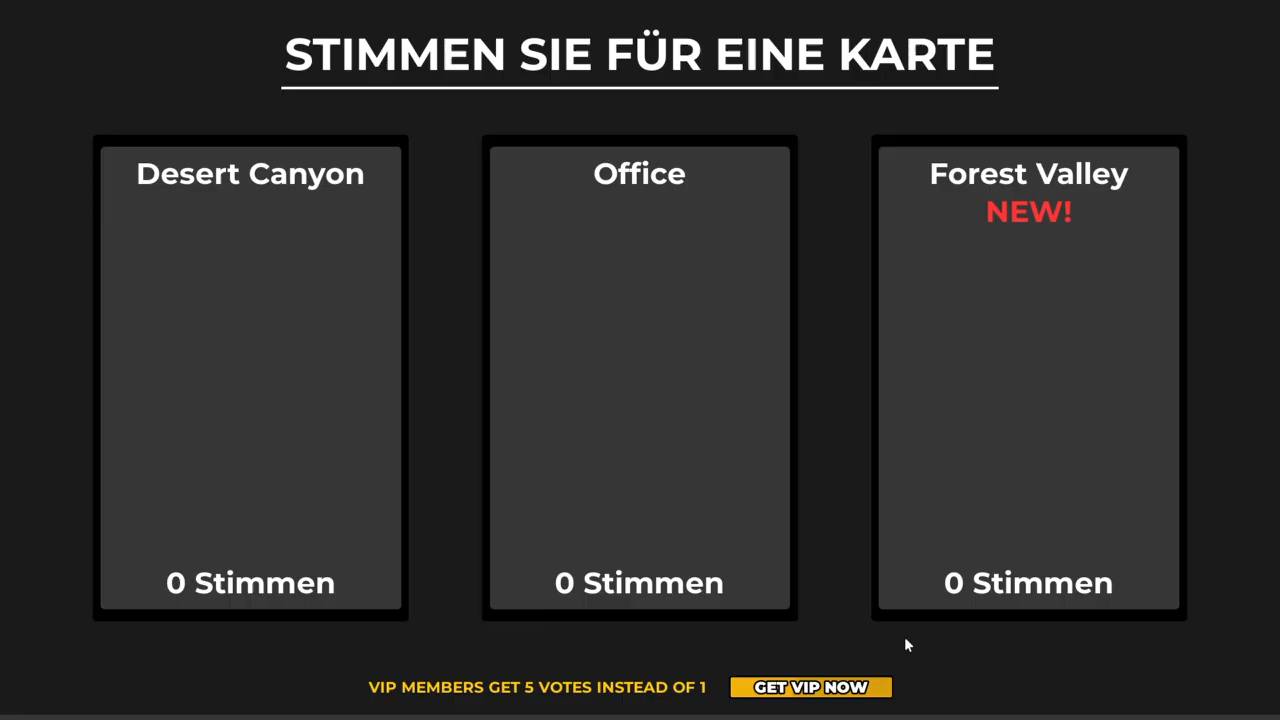 STIMMEN SIE FÜR EINE KARTE
Desert Canyon
0 Stimmen
Office
0 Stimmen
Forest Valley
NEW!
0 Stimmen
VIP MEMBERS GET 5 VOTES INSTEAD OF 1
GET VIP NOW